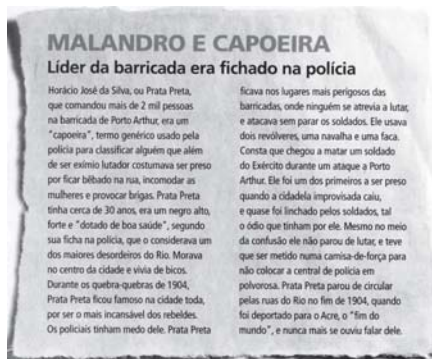 MALANDRO E CAPOEIRA
Líder da barricada era fichado na polícia
Horácio José da Silva, ou Prata Preta,
que comandou mais de 2 mil pessoas
na barricada de Porto Arthur, era um
"capoeira", termo genérico usado pela
polícia para classificar alguém que além
de ser exímio lutador costumava ser preso
por ficar bêbado na rua, incomodar as
mulheres e provocar brigas. Prata Preta
tinha cerca de 30 anos, era um negro alto,
forte e "dotado de boa saúde", segundo
sua ficha na polícia, que o considerava um
dos maiores desordeiros do Rio. Morava
no centro da cidade e vivia de bicos.
Durante os quebra-quebras de 1904,
Prata Preta ficou famoso na cidade toda,
por ser o mais incansável dos rebeldes.
Os policiais tinham medo dele. Prata Preta
ficava nos lugares mais perigosos das
barricadas, onde ninguém se atrevia a lutar,
e atacava sem parar os soldados. Ele usava
dois revólveres, uma navalha e uma faca.
Consta que chegou a matar um soldado
do Exército durante um ataque a Porto
Arthur. Ele foi um dos primeiros a ser preso
quando a cidadela improvisada caiu,
e quase foi linchado pelos soldados, tal
o ódio que tinham por ele. Mesmo no meio
da confusão ele não parou de lutar, e teve
que ser metido numa camisa-de-força para
não colocar a central de polícia em
polvorosa. Prata Preta parou de circular
pelas ruas do Rio no fim de 1904, quando
foi deportado para o Acre, o "fim do
mundo", e nunca mais se ouviu falar dele.